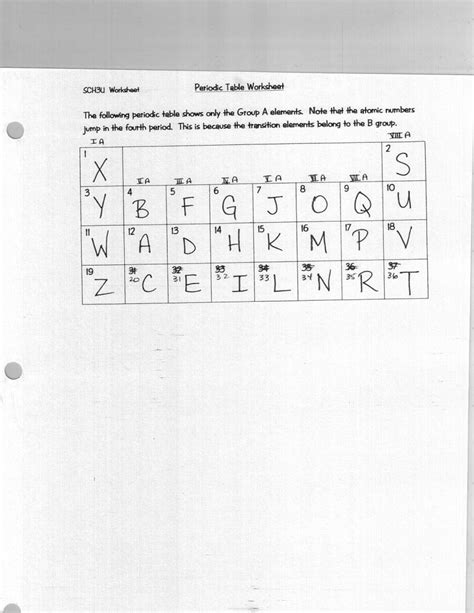 SCH3U Worksheet Periodic Table Worksheet
The following periodic table shows only the Group A elements. Note that the atomic numbers
jump in the fourth period. This is because the transition elements belong to the B group.
I A VIII A
1 2
X S
II A III A IV A V A VI A VII A
3 4 5 6 7 8 9 10
Y B F G J O Q U
11 12 13 14 15 16 17 18
W A D H K M P V
19 31 32 33 34 35 36 37
20 31 32 33 34 35 36
Z C E I L N R T